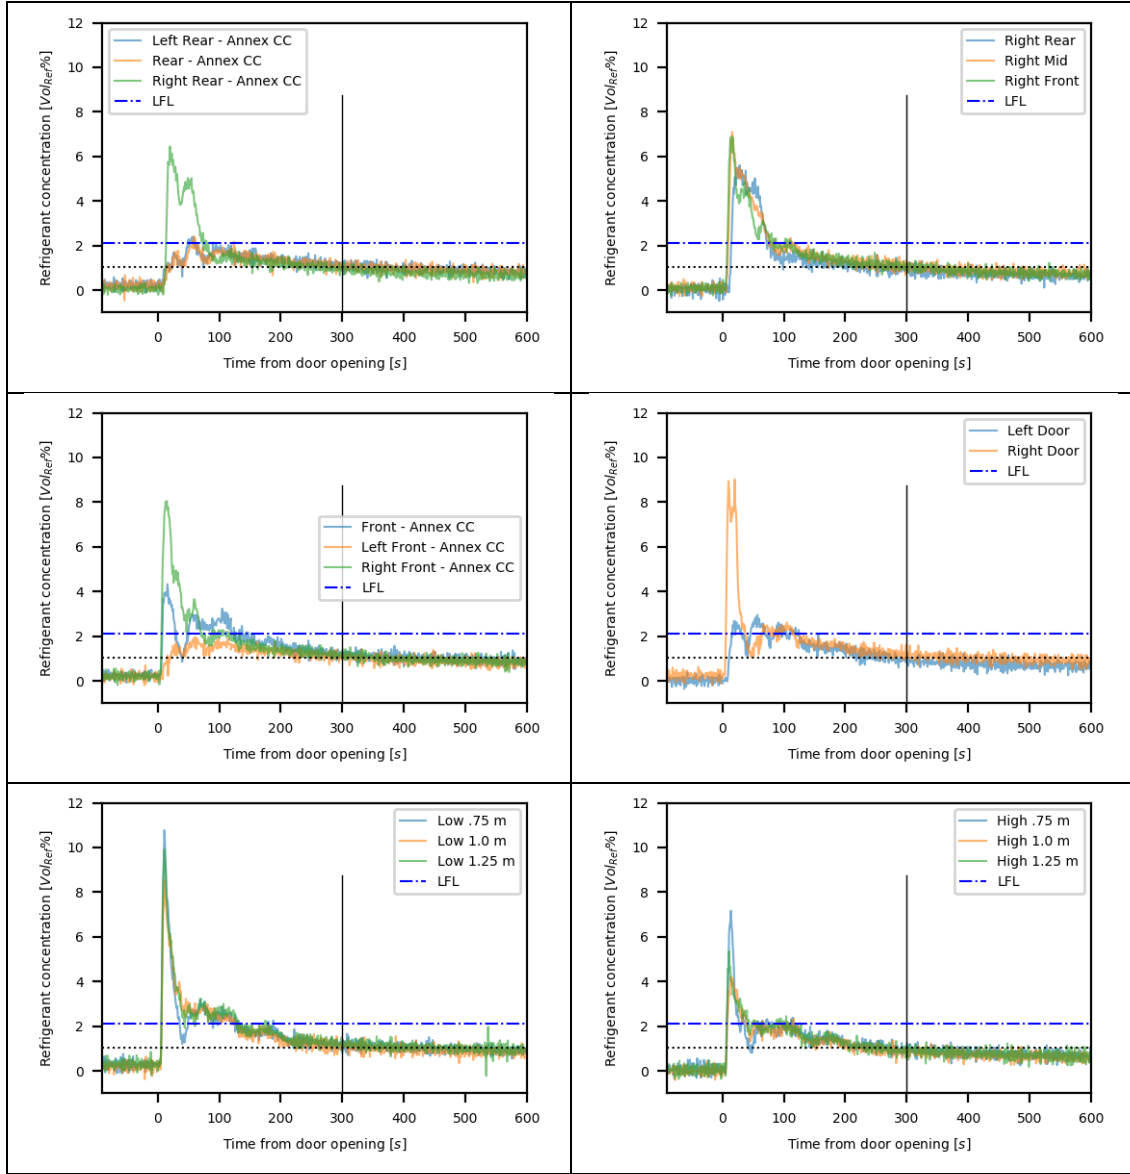 12
10
8
6
4
2
0
Refrigerant concentration [Vol_Ref%]
Left Rear - Annex CC
Rear - Annex CC
Right Rear - Annex CC
LFL
0 100 200 300 400 500 600
Time from door opening [s]
12
10
8
6
4
2
0
Refrigerant concentration [Vol_Ref%]
Right Rear
Right Mid
Right Front
LFL
0 100 200 300 400 500 600
Time from door opening [s]
12
10
8
6
4
2
0
Refrigerant concentration [Vol_Ref%]
Front - Annex CC
Left Front - Annex CC
Right Front - Annex CC
LFL
0 100 200 300 400 500 600
Time from door opening [s]
12
10
8
6
4
2
0
Refrigerant concentration [Vol_Ref%]
Left Door
Right Door
LFL
0 100 200 300 400 500 600
Time from door opening [s]
12
10
8
6
4
2
0
Refrigerant concentration [Vol_Ref%]
Low .75 m
Low 1.0 m
Low 1.25 m
LFL
0 100 200 300 400 500 600
Time from door opening [s]
12
10
8
6
4
2
0
Refrigerant concentration [Vol_Ref%]
High .75 m
High 1.0 m
High 1.25 m
LFL
0 100 200 300 400 500 600
Time from door opening [s]